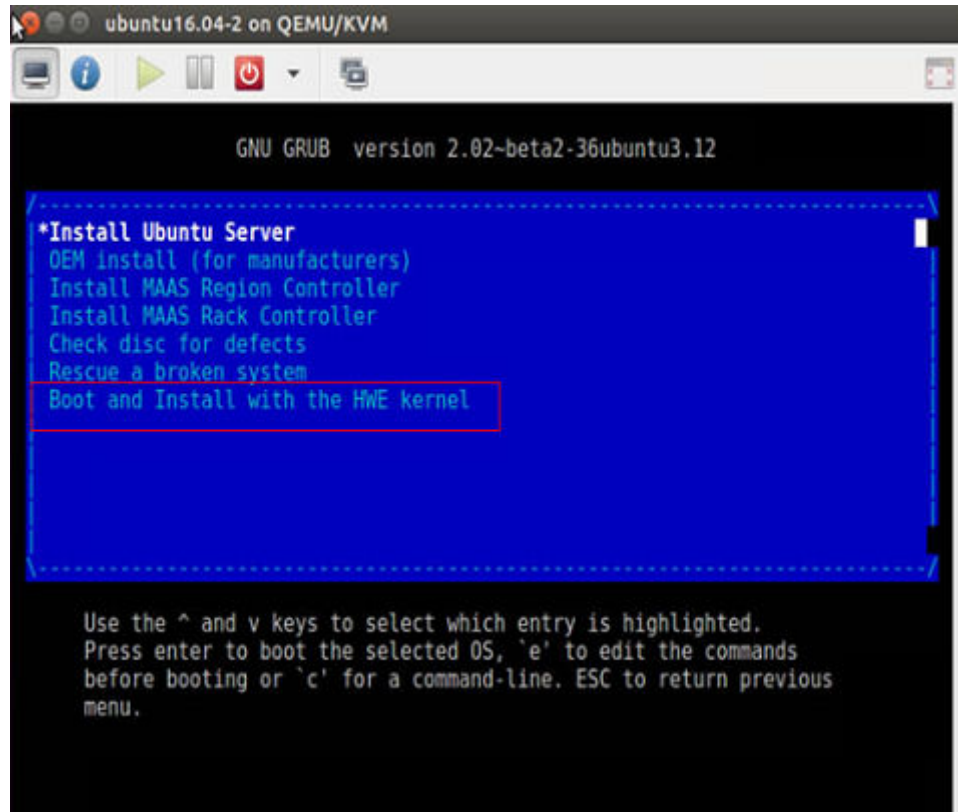 ubuntu16.04-2 on QEMU/KVM
GNU GRUB version 2.02~beta2-36ubuntu3.12
*Install Ubuntu Server
OEM install (for manufacturers)
Install MAAS Region Controller
Install MAAS Rack Controller
Check disc for defects
Rescue a broken system
Boot and Install with the HWE kernel
Use the ^ and v keys to select which entry is highlighted.
Press enter to boot the selected OS, `e' to edit the commands
before booting or `c' for a command-line. ESC to return previous
menu.